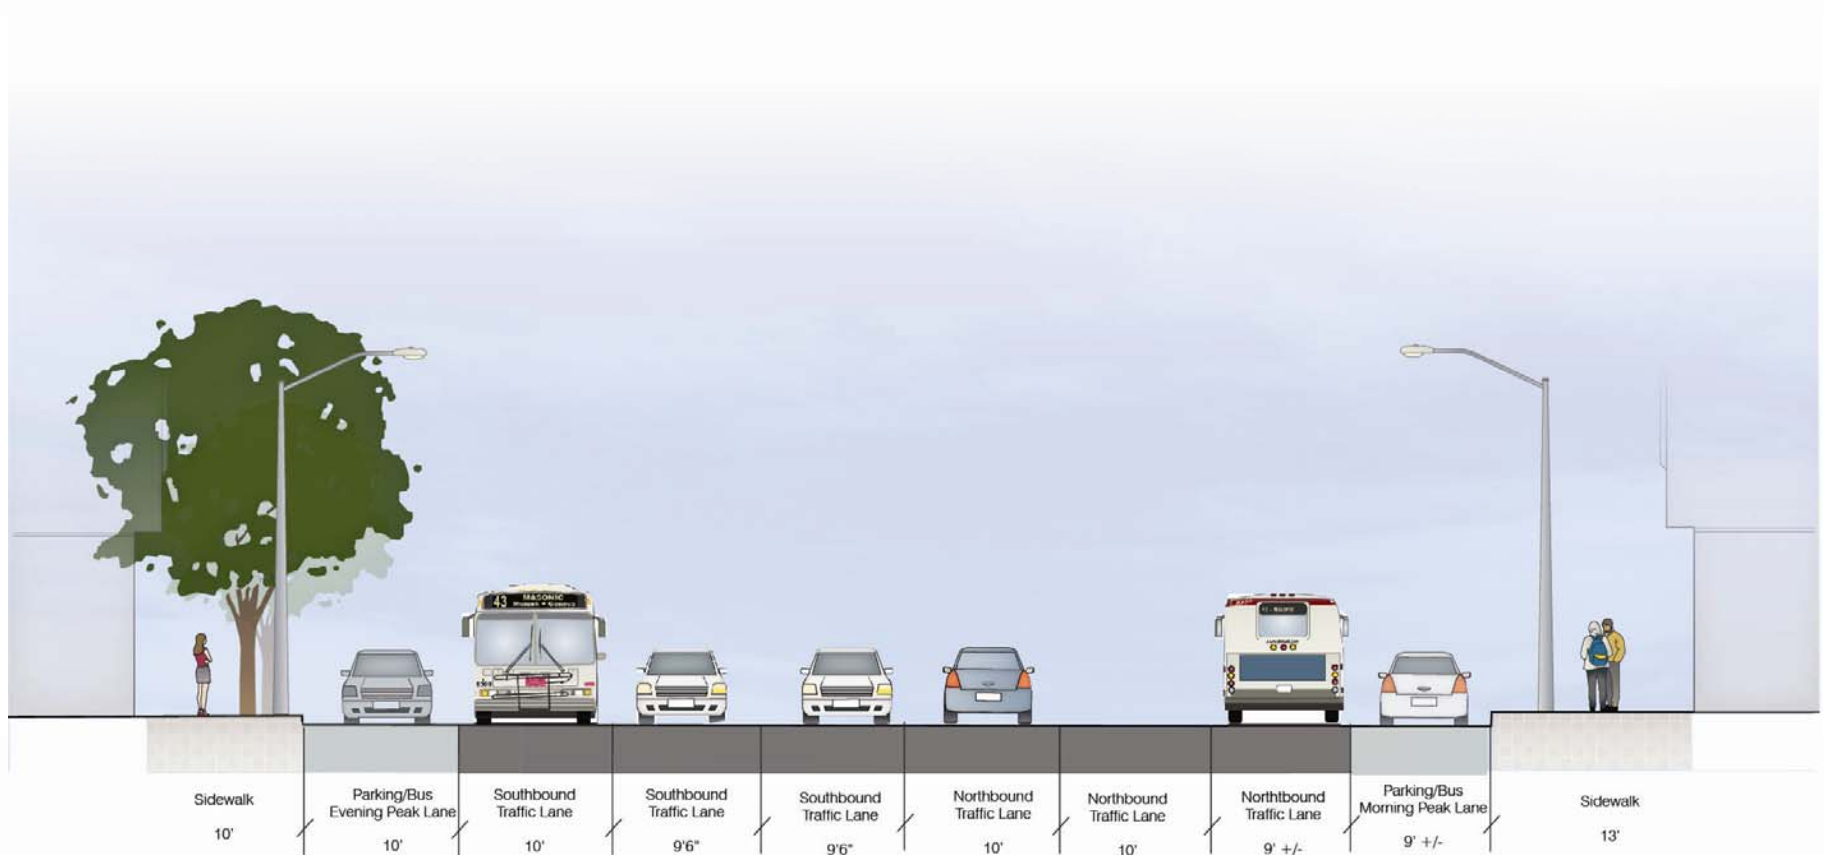 43 MASONIC
Sidewalk
10'
Parking/Bus
Evening Peak Lane
10'
Southbound
Traffic Lane
10'
Southbound
Traffic Lane
9'6"
Southbound
Traffic Lane
9'6"
Northbound
Traffic Lane
10'
Northbound
Traffic Lane
10'
Northtbound
Traffic Lane
9' +/-
Parking/Bus
Morning Peak Lane
9' +/-
Sidewalk
13'